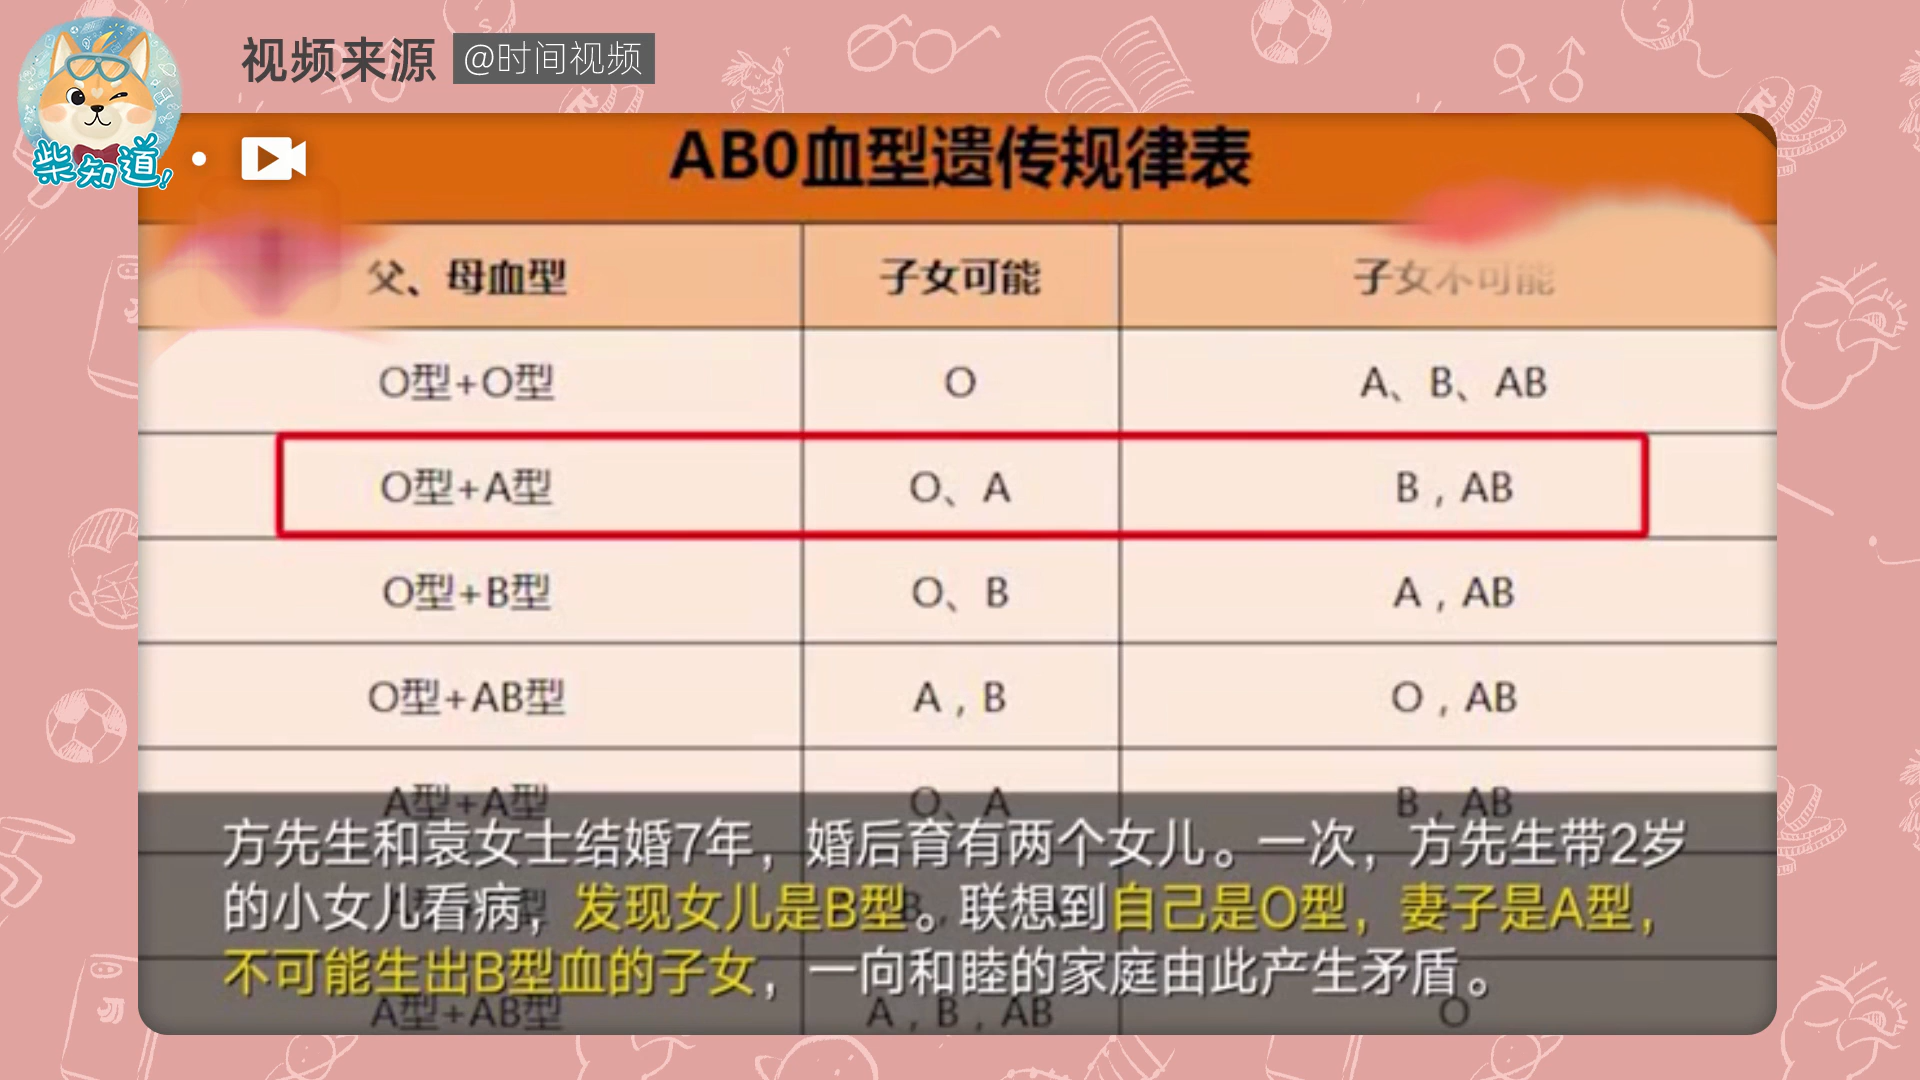 柴知道!
视频来源 @时间视频
AB0血型遗传规律表
父、母血型 子女可能 子女不可能
O型+O型 O A、B、AB
O型+A型 O、A B，AB
O型+B型 O、B A，AB
O型+AB型 A，B O，AB
A型+A型 O、A B，AB
方先生和袁女士结婚7年，婚后育有两个女儿。一次，方先生带2岁
的小女儿看病，发现女儿是B型。联想到自己是O型，妻子是A型，
不可能生出B型血的子女，一向和睦的家庭由此产生矛盾。
A型+AB型 A，B，AB O